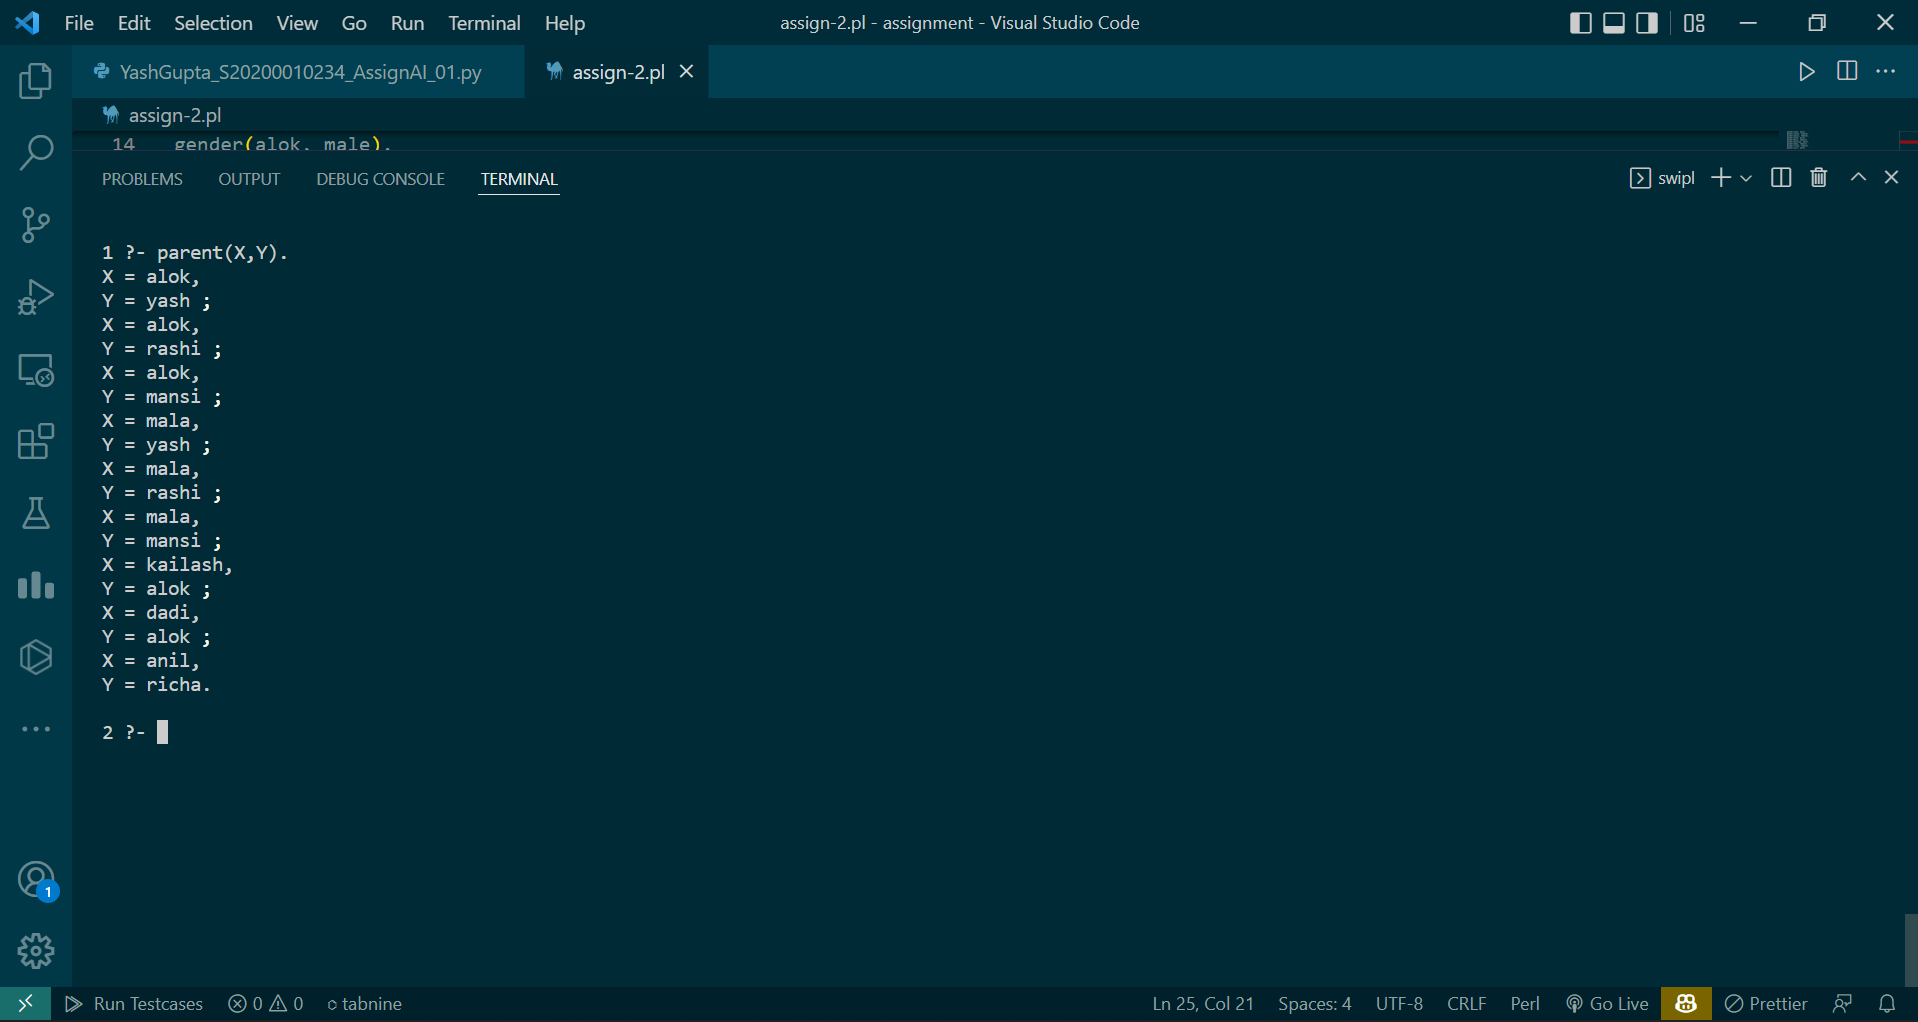 File Edit Selection View Go Run Terminal Help assign-2.pl - assignment - Visual Studio Code
YashGupta_S20200010234_AssignAI_01.py assign-2.pl
assign-2.pl
14 gender(alok, male).
PROBLEMS OUTPUT DEBUG CONSOLE TERMINAL swipl
1 ?- parent(X,Y).
X = alok,
Y = yash ;
X = alok,
Y = rashi ;
X = alok,
Y = mansi ;
X = mala,
Y = yash ;
X = mala,
Y = rashi ;
X = mala,
Y = mansi ;
X = kailash,
Y = alok ;
X = dadi,
Y = alok ;
X = anil,
Y = richa.
2 ?-
1
Run Testcases 0 0 tabnine Ln 25, Col 21 Spaces: 4 UTF-8 CRLF Perl Go Live Prettier